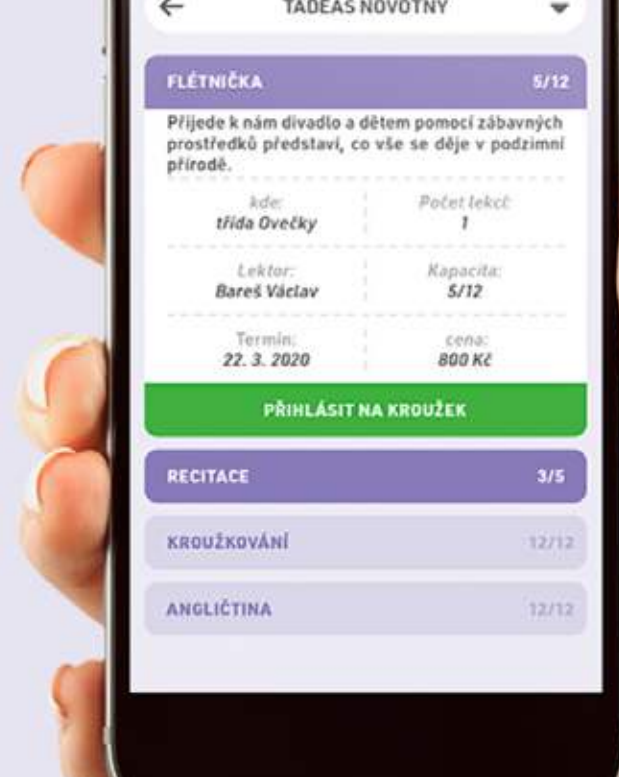 TADEÁŠ NOVOTNÝ
FLÉTNIČKA 5/12
Přijede k nám divadlo a dětem pomocí zábavných
prostředků představí, co vše se děje v podzimní
přírodě.
kde: Počet lekcí:
třída Ovečky 1
Lektor: Kapacita:
Bareš Václav 5/12
Termín: cena:
22. 3. 2020 800 Kč
PŘIHLÁSIT NA KROUŽEK
RECITACE 3/5
KROUŽKOVÁNÍ 12/12
ANGLIČTINA 12/12